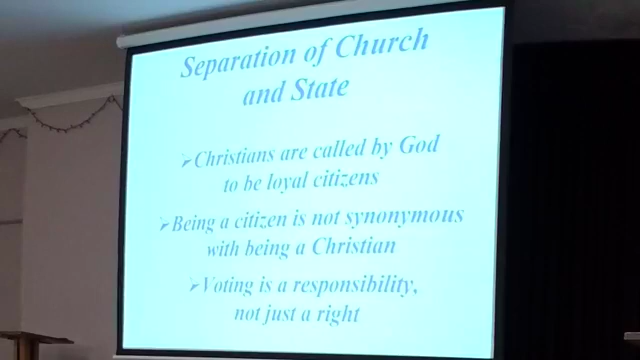 Separation of Church
and State
➢Christians are called by God
to be loyal citizens
➢Being a citizen is not synonymous
with being a Christian
➢Voting is a responsibility,
not just a right